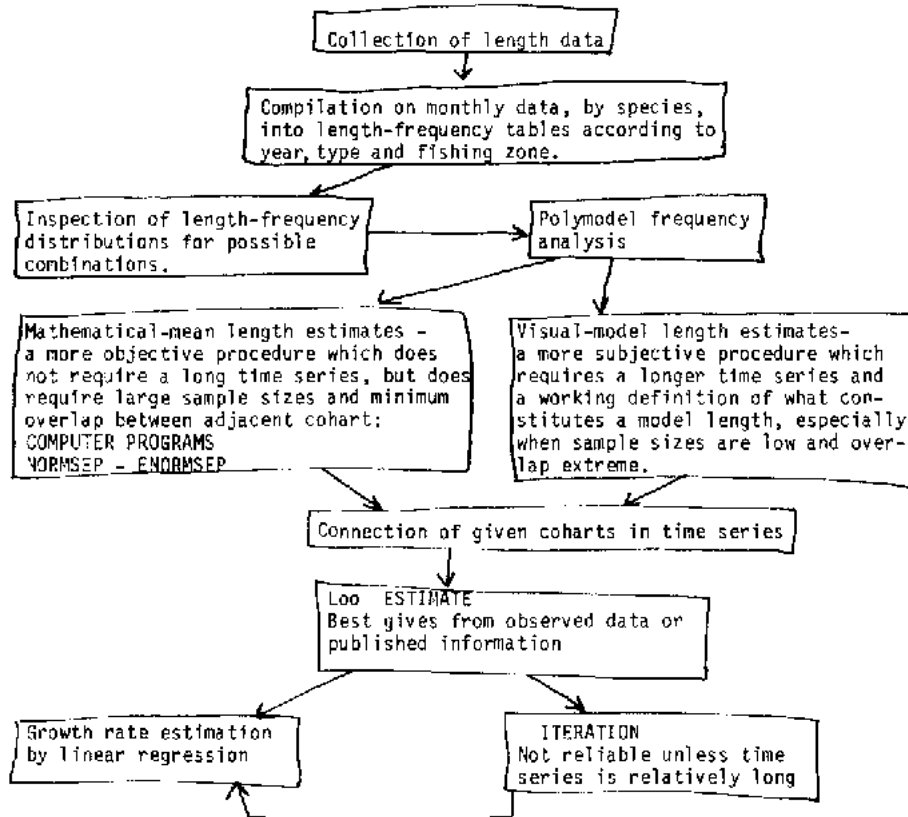 Collection of length data
Compilation on monthly data, by species,
into length-frequency tables according to
year, type and fishing zone.
Inspection of length-frequency
distributions for possible
combinations.
Polymodel frequency
analysis
Mathematical-mean length estimates -
a more objective procedure which does
not require a long time series, but does
require large sample sizes and minimum
overlap between adjacent cohart:
COMPUTER PROGRAMS
NORMSEP - ENORMSEP
Visual-model length estimates-
a more subjective procedure which
requires a longer time series and
a working definition of what con-
stitutes a model length, especially
when sample sizes are low and over-
lap extreme.
Connection of given coharts in time series
Loo ESTIMATE
Best gives from observed data or
published information
Growth rate estimation
by linear regression
ITERATION
Not reliable unless time
series is relatively long